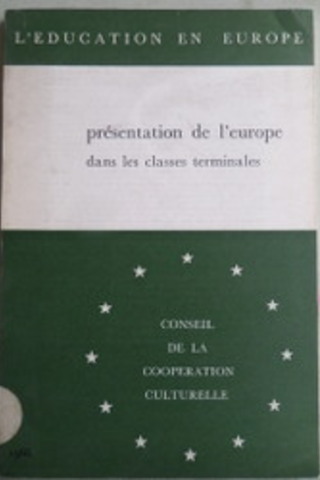 L'EDUCATION EN EUROPE
présentation de l'europe
dans les classes terminales
CONSEIL
DE LA
COOPERATION
CULTURELLE